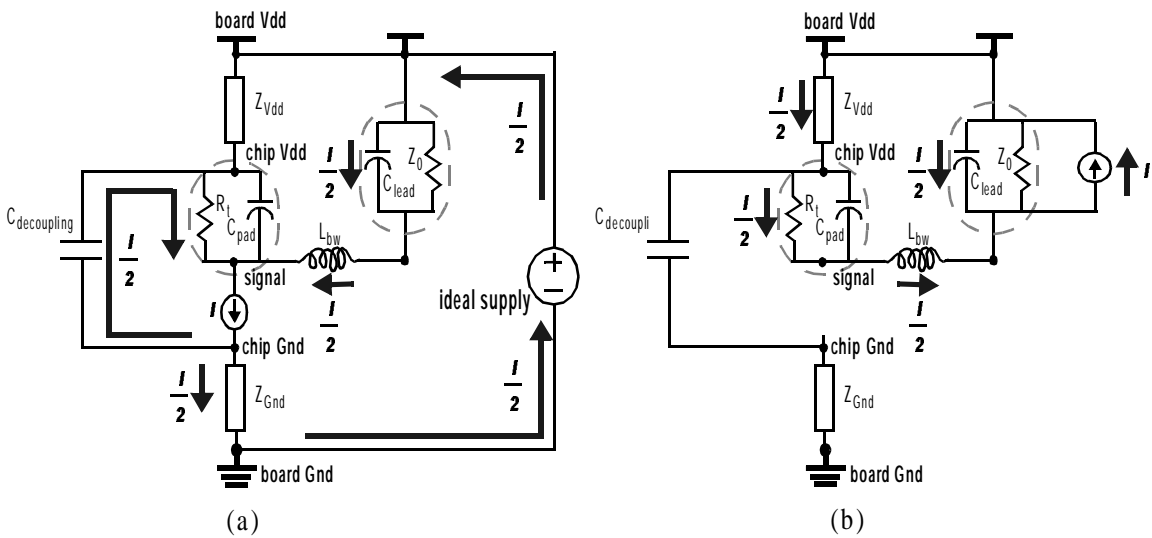 board Vdd
Z_Vdd
I/2
I/2
Z_0
C_lead
chip Vdd
R_t
C_pad
C_decoupling
I/2
L_bw
signal
I/2
I
ideal supply
chip Gnd
I/2
Z_Gnd
I/2
board Gnd
(a)
board Vdd
I/2
Z_Vdd
chip Vdd
I/2
Z_0
C_lead
I
I/2
R_t
C_pad
C_decoupli
L_bw
signal
I/2
chip Gnd
Z_Gnd
board Gnd
(b)